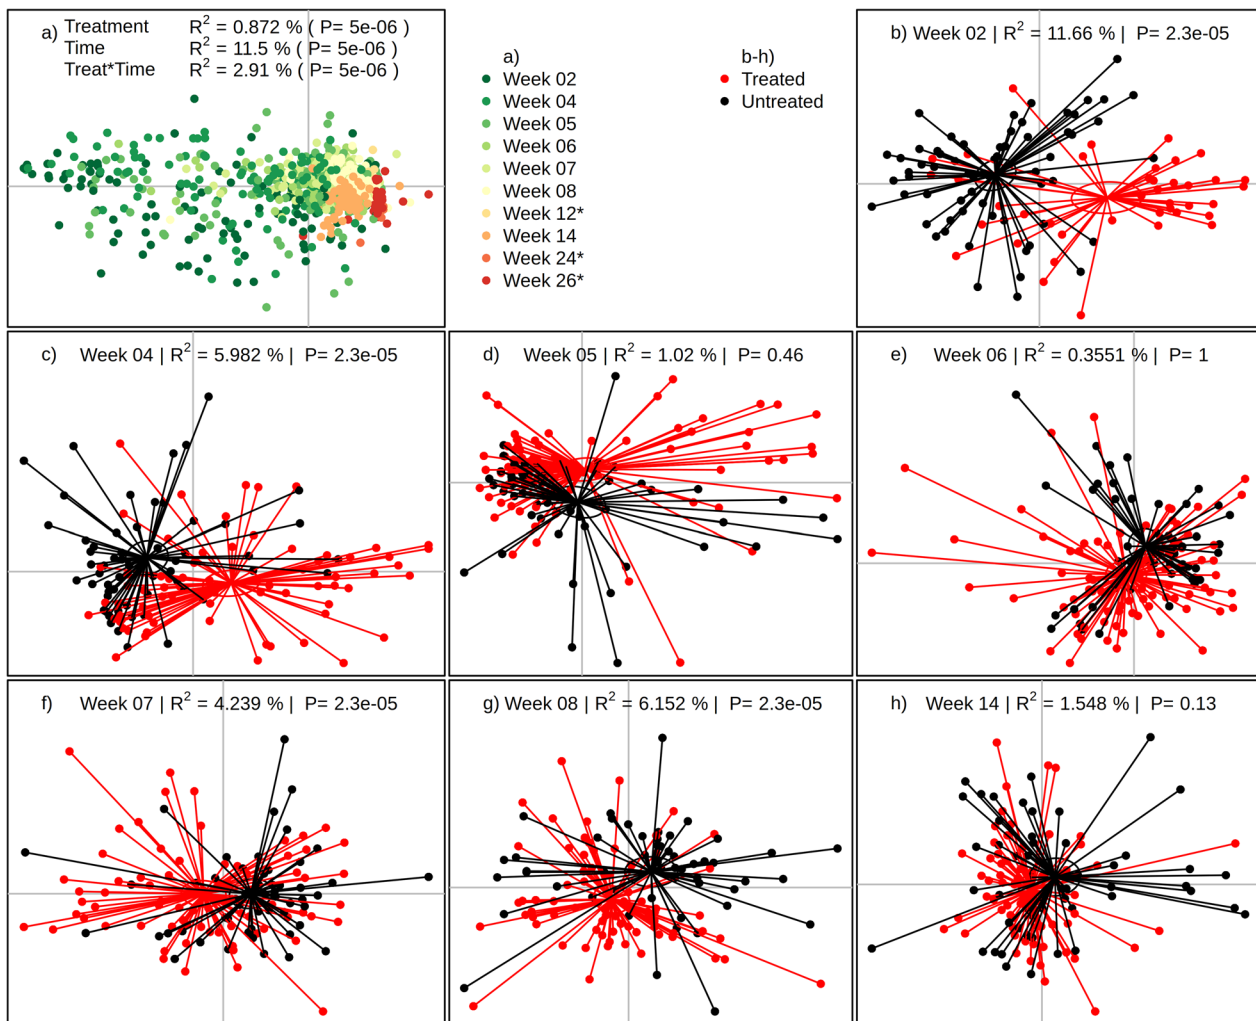 a) Treatment R² = 0.872 % ( P= 5e-06 )
Time R² = 11.5 % ( P= 5e-06 )
Treat*Time R² = 2.91 % ( P= 5e-06 )
a)
Week 02
Week 04
Week 05
Week 06
Week 07
Week 08
Week 12*
Week 14
Week 24*
Week 26*
b-h)
Treated
Untreated
b) Week 02 | R² = 11.66 % | P= 2.3e-05
c) Week 04 | R² = 5.982 % | P= 2.3e-05
d) Week 05 | R² = 1.02 % | P= 0.46
e) Week 06 | R² = 0.3551 % | P= 1
f) Week 07 | R² = 4.239 % | P= 2.3e-05
g) Week 08 | R² = 6.152 % | P= 2.3e-05
h) Week 14 | R² = 1.548 % | P= 0.13